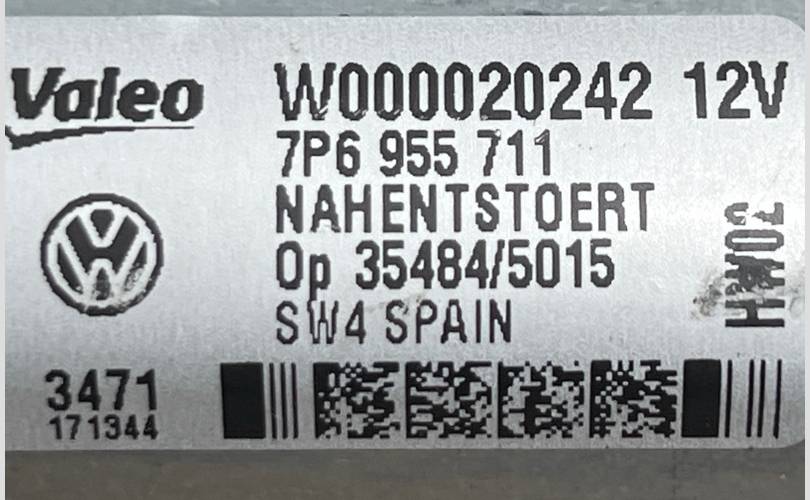 Valeo
W000020242 12V
7P6 955 711
NAHENTSTOERT
Op 35484/5015
SW4 SPAIN
3471
171344